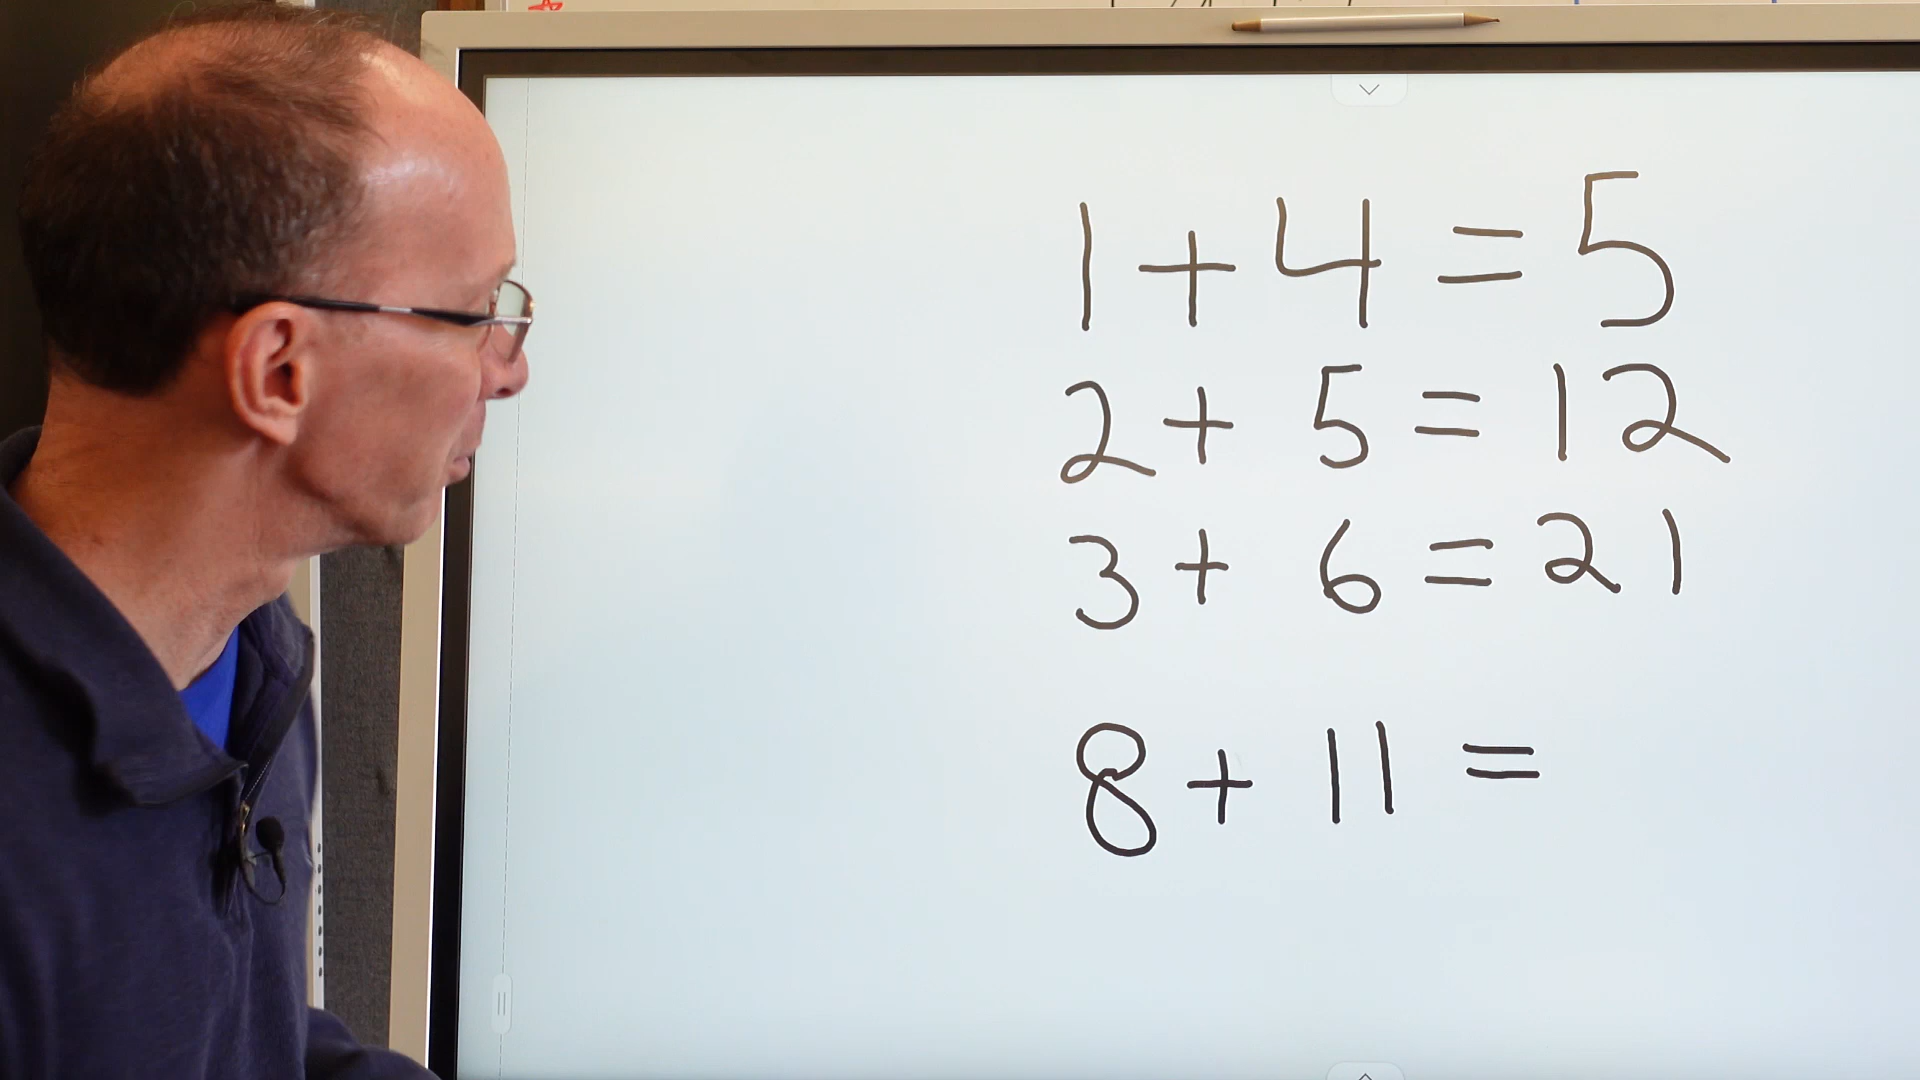 1 + 4 = 5
2 + 5 = 12
3 + 6 = 21
8 + 11 =